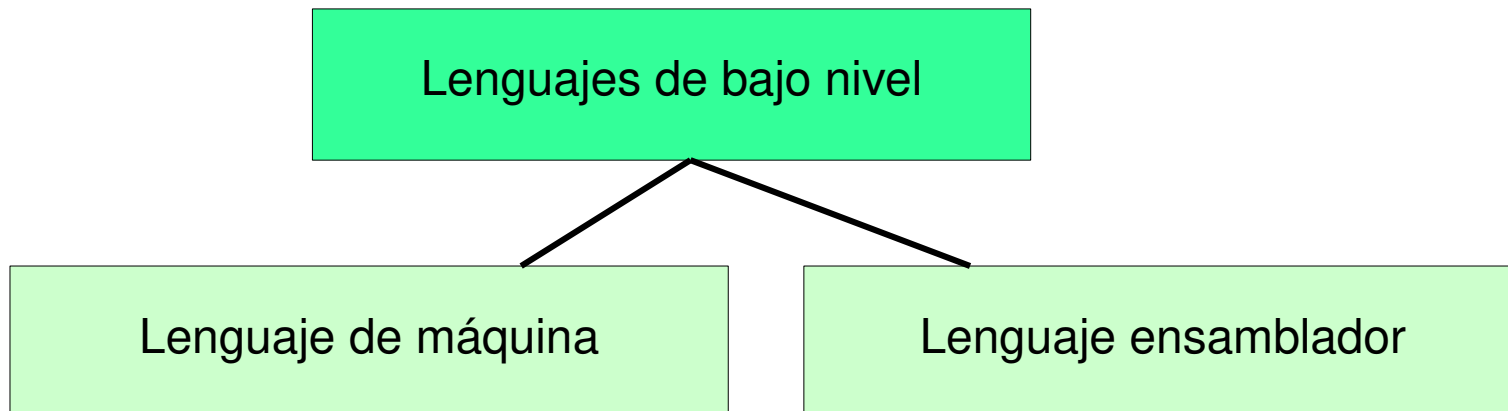 Lenguajes de bajo nivel
Lenguaje de máquina
Lenguaje ensamblador